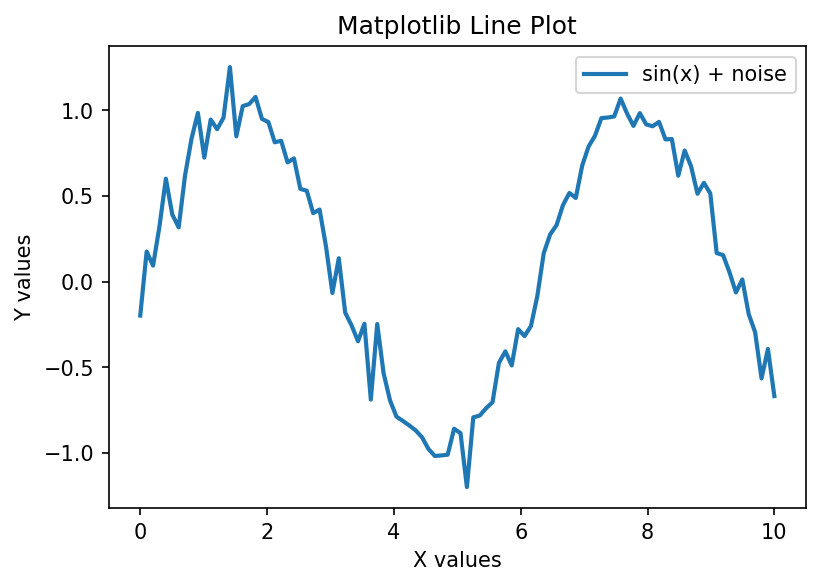 Matplotlib Line Plot
sin(x) + noise
1.0
0.5
0.0
−0.5
−1.0
Y values
0 2 4 6 8 10
X values